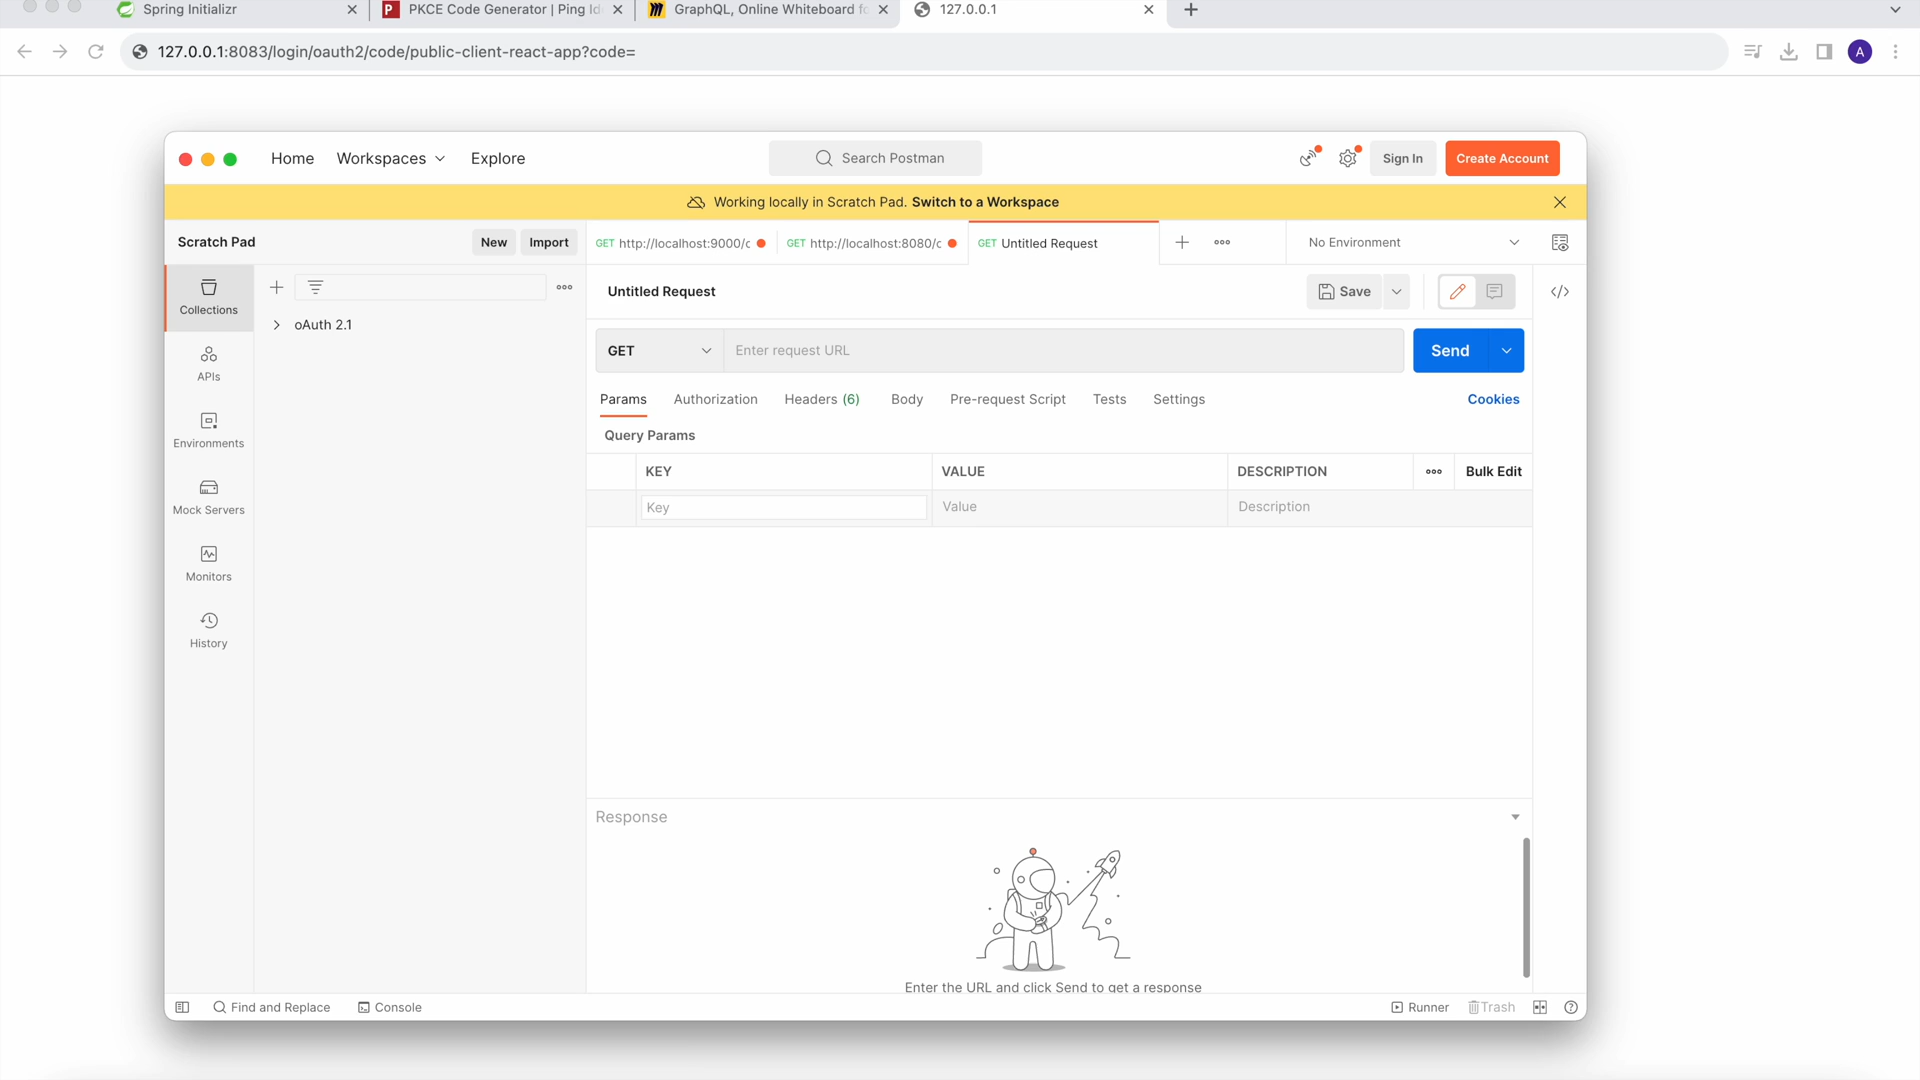 Spring Initializr
PKCE Code Generator | Ping Id
GraphQL, Online Whiteboard fo
127.0.0.1
127.0.0.1:8083/login/oauth2/code/public-client-react-app?code=
A
Home
Workspaces
Explore
Search Postman
Sign In
Create Account
Working locally in Scratch Pad. Switch to a Workspace
Scratch Pad
New
Import
GET http://localhost:9000/c
GET http://localhost:8080/c
GET Untitled Request
No Environment
Collections
oAuth 2.1
Untitled Request
Save
GET
Enter request URL
Send
APIs
Environments
Mock Servers
Monitors
History
Params
Authorization
Headers (6)
Body
Pre-request Script
Tests
Settings
Cookies
Query Params
KEY
VALUE
DESCRIPTION
Bulk Edit
Key
Value
Description
Response
Enter the URL and click Send to get a response
Find and Replace
Console
Runner
Trash